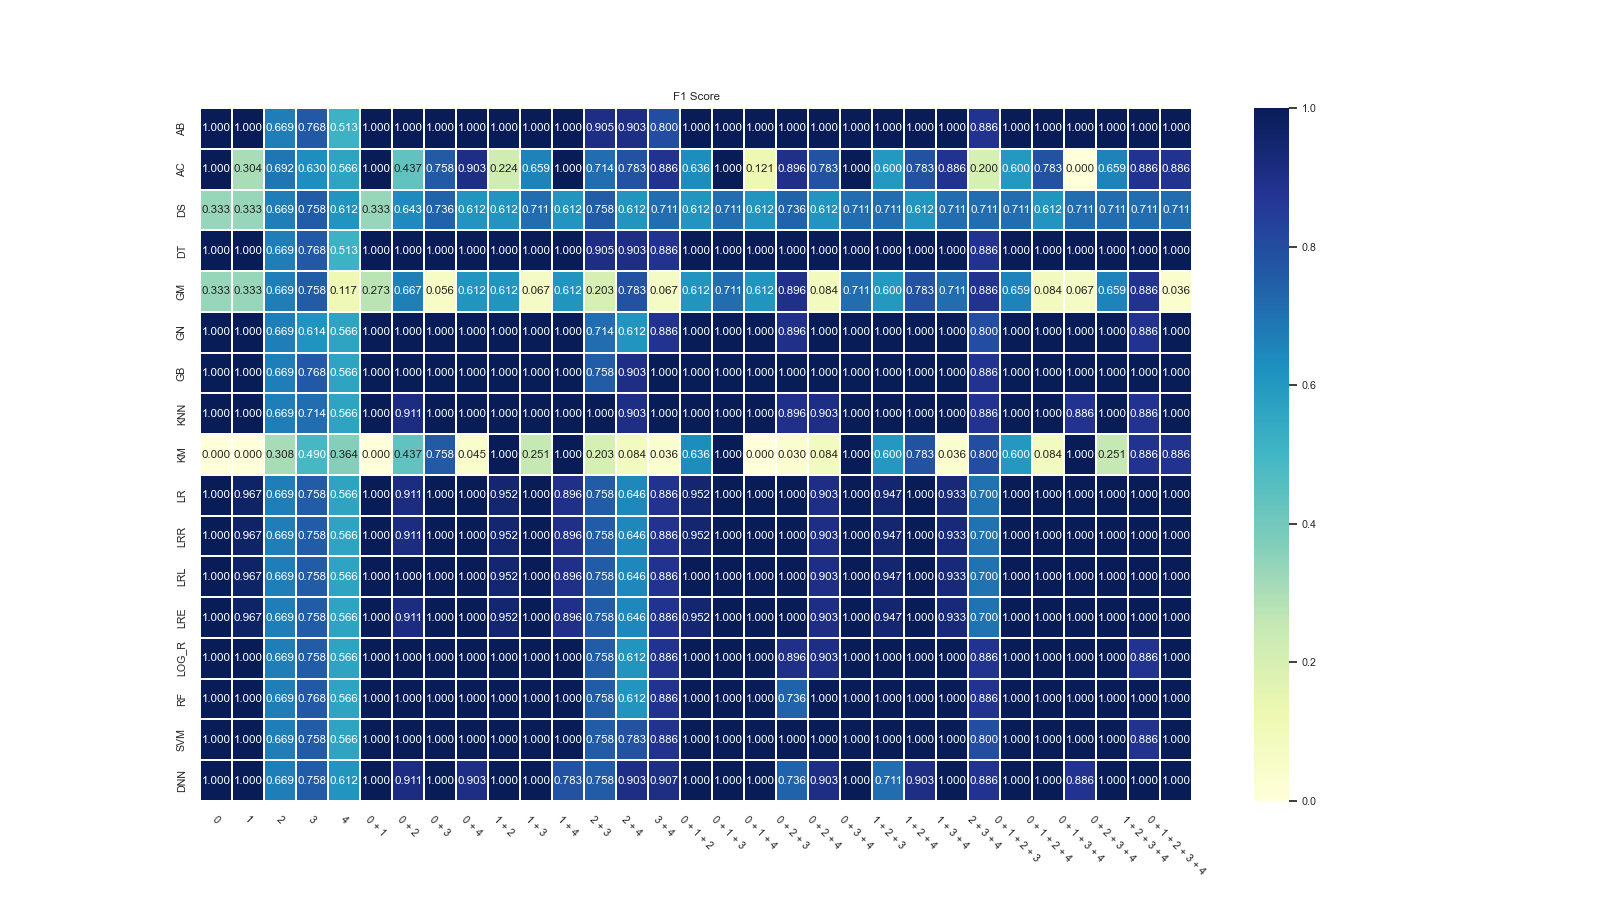 F1 Score
AB 1.000 1.000 0.669 0.768 0.513 1.000 1.000 1.000 1.000 1.000 1.000 1.000 0.905 0.903 0.800 1.000 1.000 1.000 1.000 1.000 1.000 1.000 1.000 1.000 0.886 1.000 1.000 1.000 1.000 1.000 1.000
AC 1.000 0.304 0.692 0.630 0.566 1.000 0.437 0.758 0.903 0.224 0.659 1.000 0.714 0.783 0.886 0.636 1.000 0.121 0.896 0.783 1.000 0.600 0.783 0.886 0.200 0.600 0.783 0.000 0.659 0.886 0.886
DS 0.333 0.333 0.669 0.758 0.612 0.333 0.643 0.736 0.612 0.612 0.711 0.612 0.758 0.612 0.711 0.612 0.711 0.612 0.736 0.612 0.711 0.711 0.612 0.711 0.711 0.711 0.612 0.711 0.711 0.711 0.711
DT 1.000 1.000 0.669 0.768 0.513 1.000 1.000 1.000 1.000 1.000 1.000 1.000 0.905 0.903 0.886 1.000 1.000 1.000 1.000 1.000 1.000 1.000 1.000 1.000 0.886 1.000 1.000 1.000 1.000 1.000 1.000
GM 0.333 0.333 0.669 0.758 0.117 0.273 0.667 0.056 0.612 0.612 0.067 0.612 0.203 0.783 0.067 0.612 0.711 0.612 0.896 0.084 0.711 0.600 0.783 0.711 0.886 0.659 0.084 0.067 0.659 0.886 0.036
GN 1.000 1.000 0.669 0.614 0.566 1.000 1.000 1.000 1.000 1.000 1.000 1.000 0.714 0.612 0.886 1.000 1.000 1.000 0.896 1.000 1.000 1.000 1.000 1.000 0.800 1.000 1.000 1.000 1.000 0.886 1.000
GB 1.000 1.000 0.669 0.768 0.566 1.000 1.000 1.000 1.000 1.000 1.000 1.000 0.758 0.903 1.000 1.000 1.000 1.000 1.000 1.000 1.000 1.000 1.000 1.000 0.886 1.000 1.000 1.000 1.000 1.000 1.000
KNN 1.000 1.000 0.669 0.714 0.566 1.000 0.911 1.000 1.000 1.000 1.000 1.000 1.000 0.903 1.000 1.000 1.000 1.000 0.896 0.903 1.000 1.000 1.000 1.000 0.886 1.000 1.000 0.886 1.000 0.886 1.000
KM 0.000 0.000 0.308 0.490 0.364 0.000 0.437 0.758 0.045 1.000 0.251 1.000 0.203 0.084 0.036 0.636 1.000 0.000 0.030 0.084 1.000 0.600 0.783 0.036 0.800 0.600 0.084 1.000 0.251 0.886 0.886
LR 1.000 0.967 0.669 0.758 0.566 1.000 0.911 1.000 1.000 0.952 1.000 0.896 0.758 0.646 0.886 0.952 1.000 1.000 1.000 0.903 1.000 0.947 1.000 0.933 0.700 1.000 1.000 1.000 1.000 1.000 1.000
LRR 1.000 0.967 0.669 0.758 0.566 1.000 0.911 1.000 1.000 0.952 1.000 0.896 0.758 0.646 0.886 0.952 1.000 1.000 1.000 0.903 1.000 0.947 1.000 0.933 0.700 1.000 1.000 1.000 1.000 1.000 1.000
LRL 1.000 0.967 0.669 0.758 0.566 1.000 1.000 1.000 1.000 0.952 1.000 0.896 0.758 0.646 0.886 1.000 1.000 1.000 1.000 0.903 1.000 0.947 1.000 0.933 0.700 1.000 1.000 1.000 1.000 1.000 1.000
LRE 1.000 0.967 0.669 0.758 0.566 1.000 0.911 1.000 1.000 0.952 1.000 0.896 0.758 0.646 0.886 0.952 1.000 1.000 1.000 0.903 1.000 0.947 1.000 0.933 0.700 1.000 1.000 1.000 1.000 1.000 1.000
LOG_R 1.000 1.000 0.669 0.758 0.566 1.000 1.000 1.000 1.000 1.000 1.000 1.000 0.758 0.612 0.886 1.000 1.000 1.000 0.896 0.903 1.000 1.000 1.000 1.000 0.886 1.000 1.000 1.000 1.000 0.886 1.000
RF 1.000 1.000 0.669 0.768 0.566 1.000 1.000 1.000 1.000 1.000 1.000 1.000 0.758 0.612 0.886 1.000 1.000 1.000 0.736 1.000 1.000 1.000 1.000 1.000 0.886 1.000 1.000 1.000 1.000 1.000 1.000
SVM 1.000 1.000 0.669 0.758 0.566 1.000 1.000 1.000 1.000 1.000 1.000 1.000 0.758 0.783 0.886 1.000 1.000 1.000 1.000 1.000 1.000 1.000 1.000 1.000 0.800 1.000 1.000 1.000 1.000 0.886 1.000
DNN 1.000 1.000 0.669 0.758 0.612 1.000 0.911 1.000 0.903 1.000 1.000 0.783 0.758 0.903 0.907 1.000 1.000 1.000 0.736 0.903 1.000 0.711 0.903 1.000 0.886 1.000 1.000 0.886 1.000 1.000 1.000
0 1 2 3 4 0 + 1 0 + 2 0 + 3 0 + 4 1 + 2 1 + 3 1 + 4 2 + 3 2 + 4 3 + 4 0 + 1 + 2 0 + 1 + 3 0 + 1 + 4 0 + 2 + 3 0 + 2 + 4 0 + 3 + 4 1 + 2 + 3 1 + 2 + 4 1 + 3 + 4 2 + 3 + 4 0 + 1 + 2 + 3 0 + 1 + 2 + 4 0 + 1 + 3 + 4 0 + 2 + 3 + 4 1 + 2 + 3 + 4 0 + 1 + 2 + 3 + 4
1.0
0.8
0.6
0.4
0.2
0.0